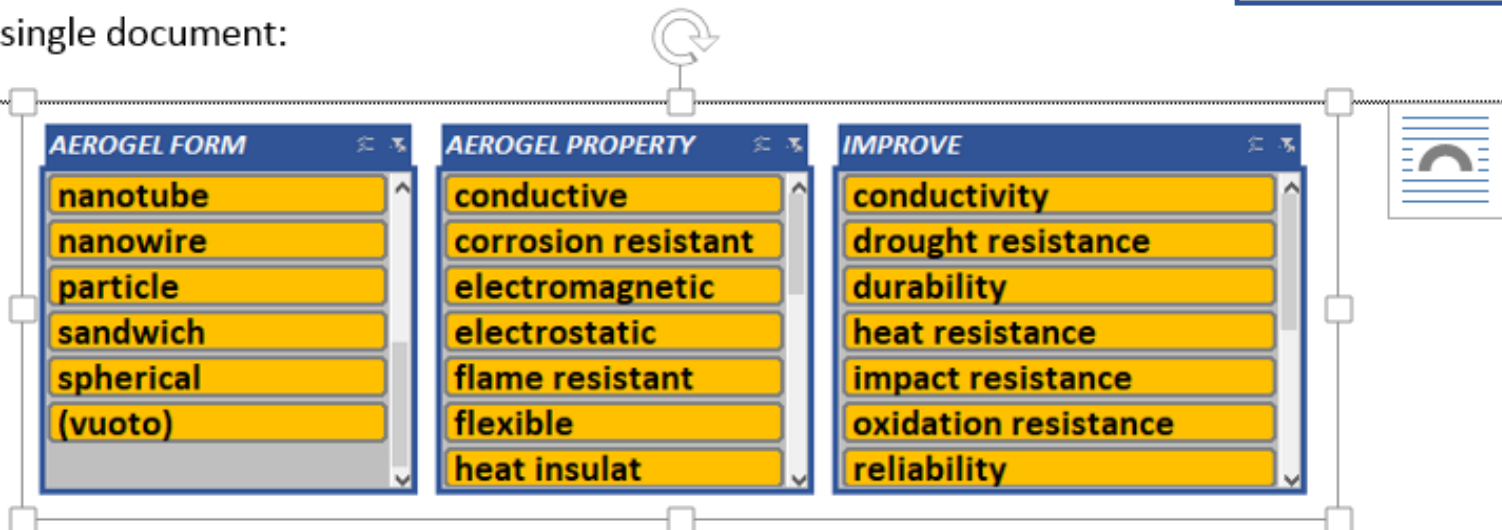 single document:
AEROGEL FORM
nanotube
nanowire
particle
sandwich
spherical
(vuoto)
AEROGEL PROPERTY
conductive
corrosion resistant
electromagnetic
electrostatic
flame resistant
flexible
heat insulat
IMPROVE
conductivity
drought resistance
durability
heat resistance
impact resistance
oxidation resistance
reliability